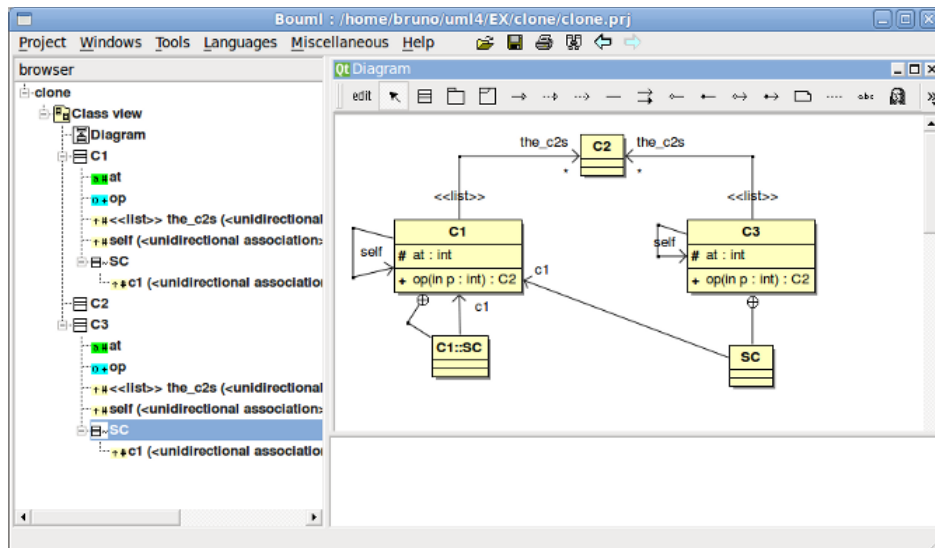 Bouml : /home/bruno/uml4/EX/clone/clone.prj
Project Windows Tools Languages Miscellaneous Help
browser
clone
Class view
Diagram
C1
at
op
<<list>> the_c2s (<unidirectional
self (<unidirectional association>
SC
c1 (<unidirectional association
C2
C3
at
op
<<list>> the_c2s (<unidirectional
self (<unidirectional association>
SC
c1 (<unidirectional association
Qt Diagram
edit
abc
the_c2s C2 the_c2s
* *
<<list>> <<list>>
C1 C3
self # at : int self # at : int
+ op(in p : int) : C2 c1 + op(in p : int) : C2
c1
C1::SC SC